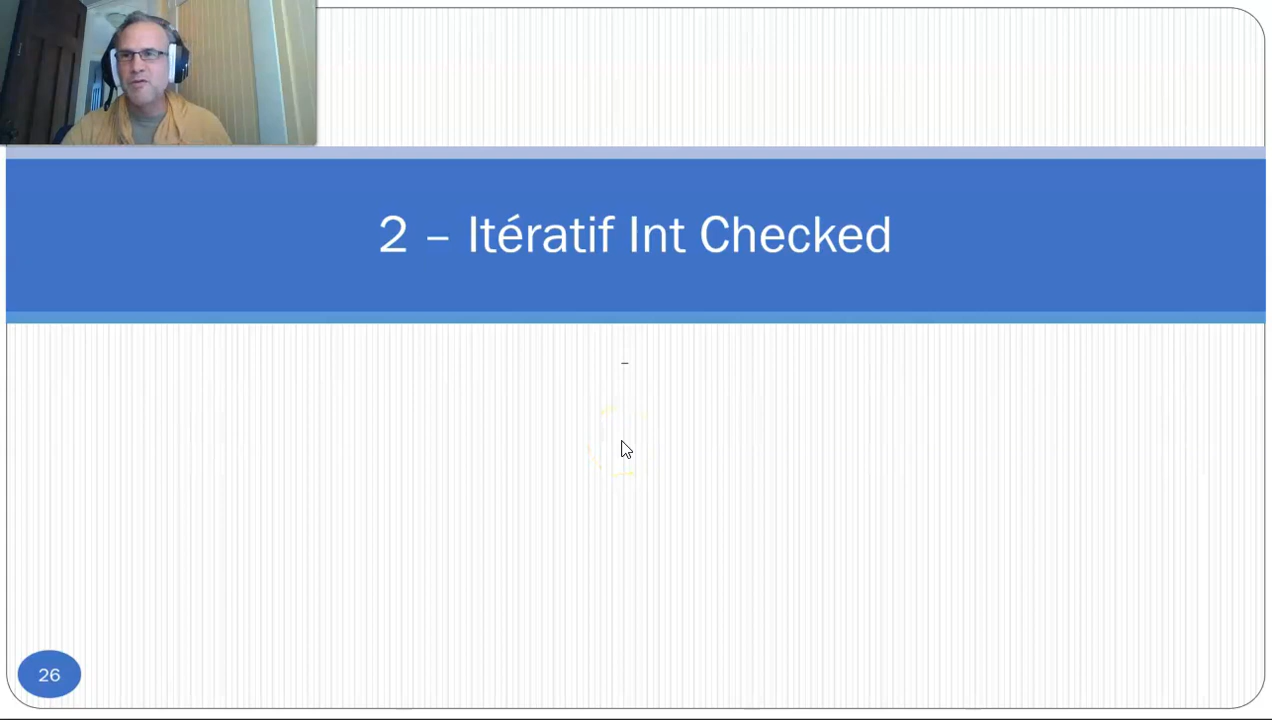 2 – Itératif Int Checked
–
26